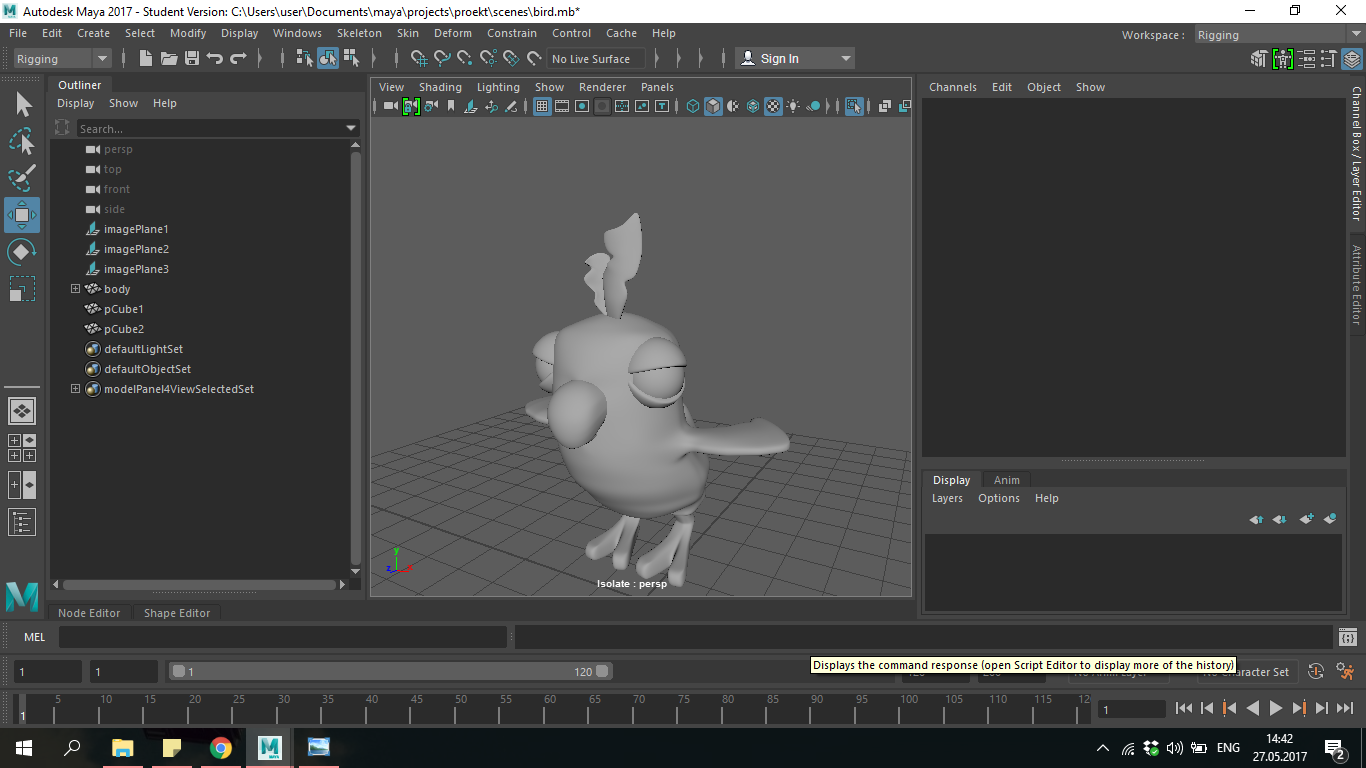 Autodesk Maya 2017 - Student Version: C:\Users\user\Documents\maya\projects\proekt\scenes\bird.mb*
File Edit Create Select Modify Display Windows Skeleton Skin Deform Constrain Control Cache Help Workspace : Rigging
Rigging No Live Surface Sign In
Outliner
Display Show Help
Search...
persp
top
front
side
imagePlane1
imagePlane2
imagePlane3
body
pCube1
pCube2
defaultLightSet
defaultObjectSet
modelPanel4ViewSelectedSet
Node Editor Shape Editor
View Shading Lighting Show Renderer Panels
y
z
Isolate : persp
Channels Edit Object Show
Channel Box / Layer Editor
Attribute Editor
Display Anim
Layers Options Help
MEL
Displays the command response (open Script Editor to display more of the history)
1 1 1 120 No Character Set
5 10 15 20 25 30 35 40 45 50 55 60 65 70 75 80 85 90 95 100 105 110 115 12
1 1
MAYA
ENG
14:42
27.05.2017
2